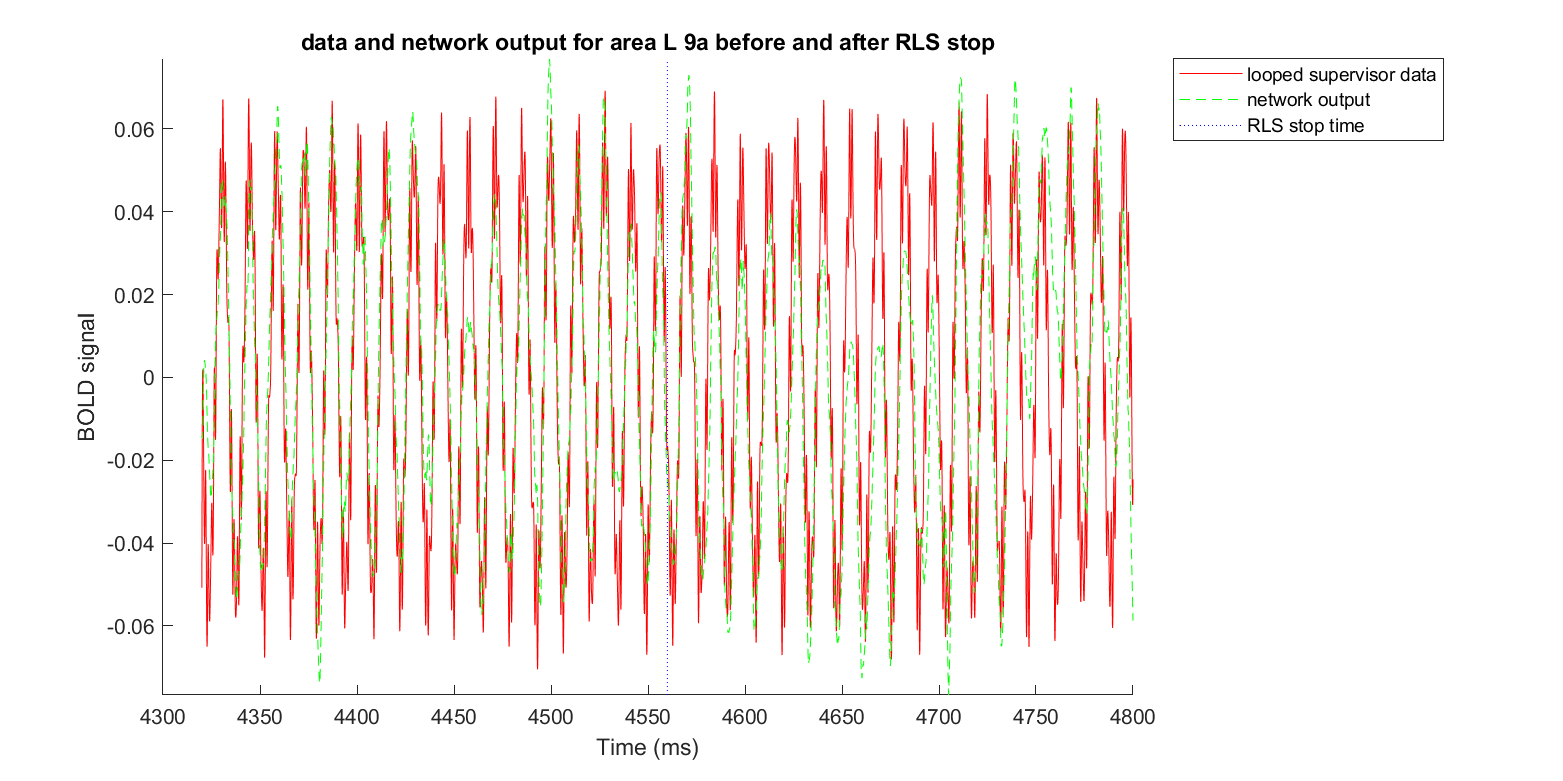 data and network output for area L 9a before and after RLS stop
looped supervisor data
network output
RLS stop time
BOLD signal
0.06
0.04
0.02
0
-0.02
-0.04
-0.06
4300 4350 4400 4450 4500 4550 4600 4650 4700 4750 4800
Time (ms)